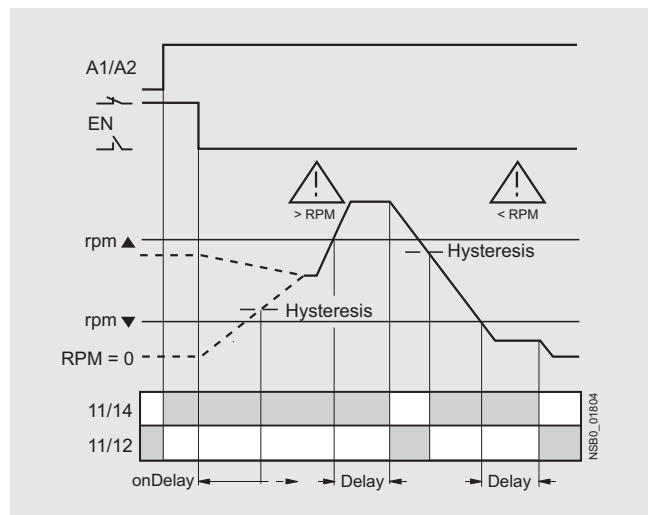 A1/A2
EN
> RPM
< RPM
rpm ▲
Hysteresis
Hysteresis
rpm ▼
RPM = 0
11/14
11/12
NSB0_01804
onDelay
Delay
Delay